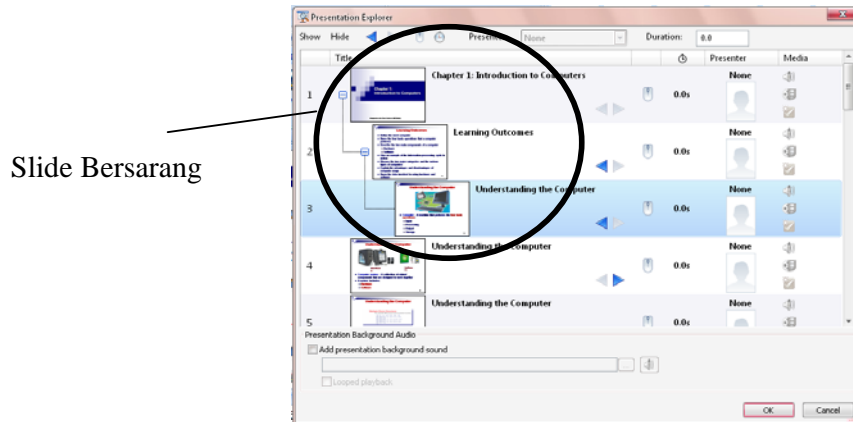 Presentation Explorer
Show Hide Presenter: None Duration: 0.0
Title Presenter Media
1 Chapter 1: Introduction to Computers 0.0s None
2 Learning Outcomes 0.0s None
Slide Bersarang
3 Understanding the Computer 0.0s None
4 Understanding the Computer 0.0s None
5 Understanding the Computer 0.0s None
Presentation Background Audio
Add presentation background sound
...
Looped playback
OK Cancel